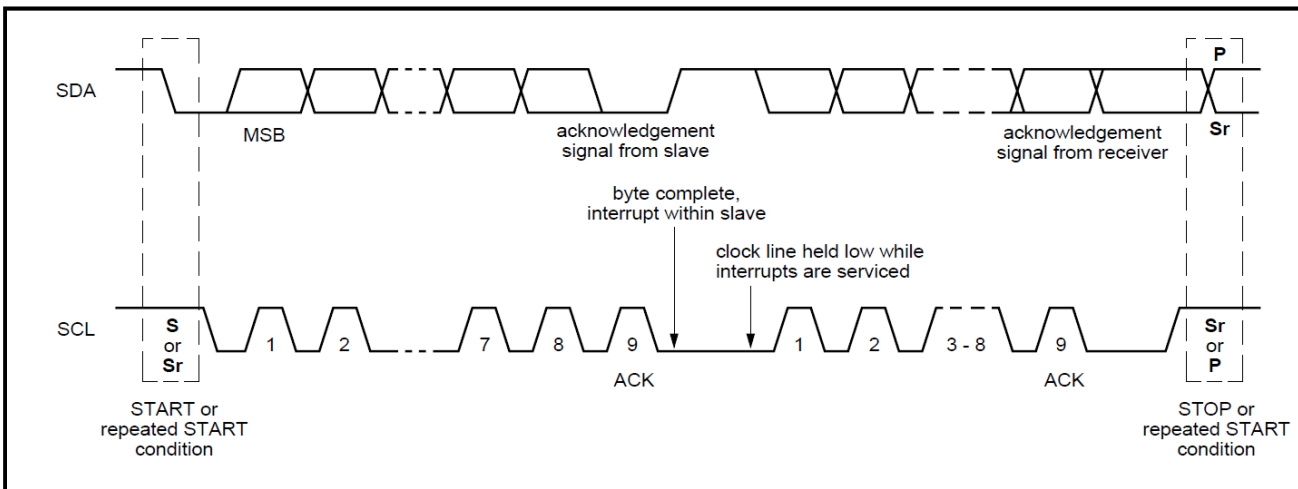 P
SDA
MSB
acknowledgement
signal from slave
acknowledgement
signal from receiver
Sr
byte complete,
interrupt within slave
clock line held low while
interrupts are serviced
SCL
S
or
Sr
1
2
7
8
9
1
2
3 - 8
9
Sr
or
P
ACK
ACK
START or
repeated START
condition
STOP or
repeated START
condition